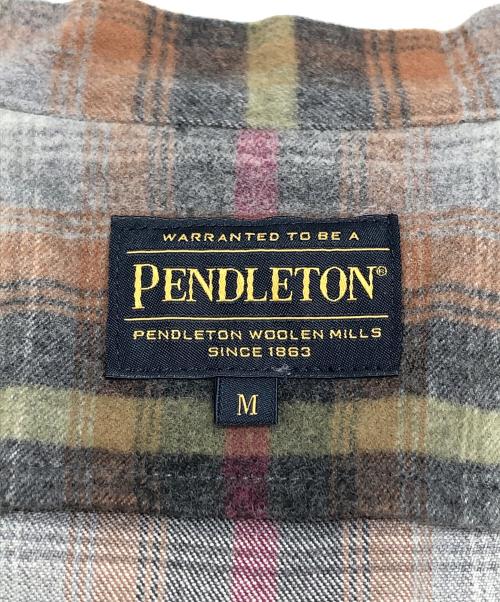 WARRANTED TO BE A
PENDLETON®
PENDLETON WOOLEN MILLS
SINCE 1863
M